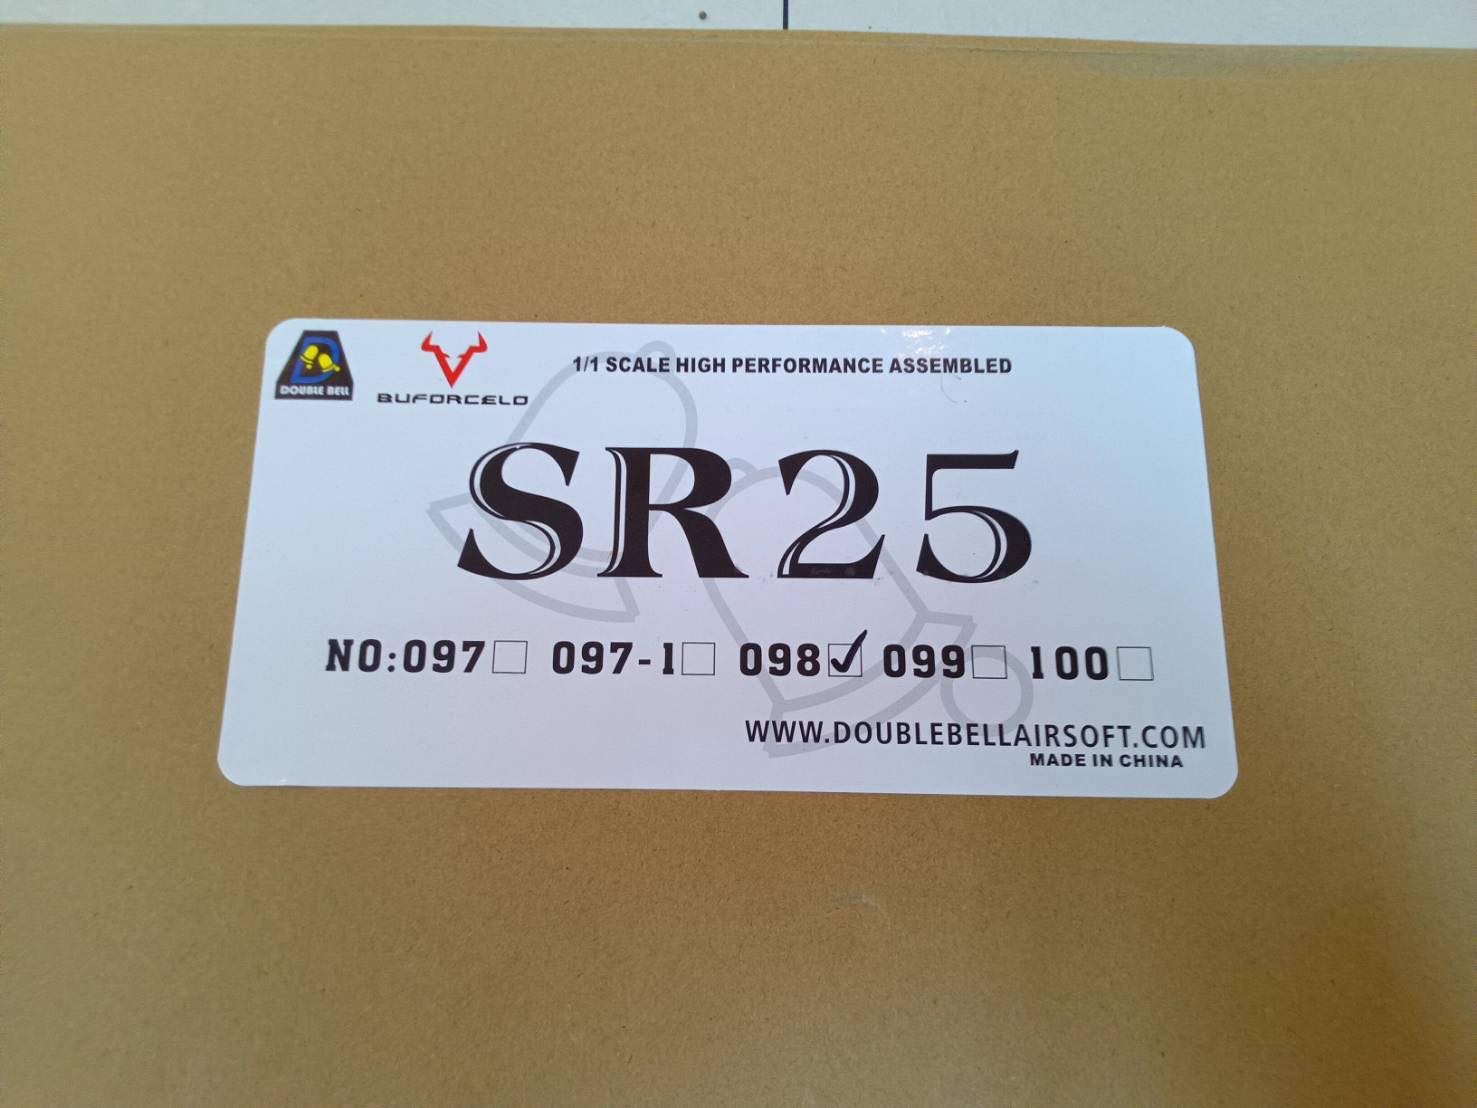 DOUBLE BELL
BUFORCELO
1/1 SCALE HIGH PERFORMANCE ASSEMBLED
SR25
NO:097☐ 097-1☐ 098☑ 099☐ 100☐
WWW.DOUBLEBELLAIRSOFT.COM
MADE IN CHINA